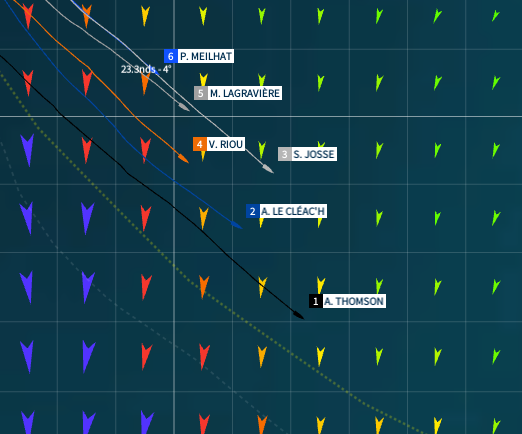 6 P. MEILHAT
23.3nds - 4°
5 M. LAGRAVIÈRE
4 V. RIOU
3 S. JOSSE
2 A. LE CLÉAC'H
1 A. THOMSON